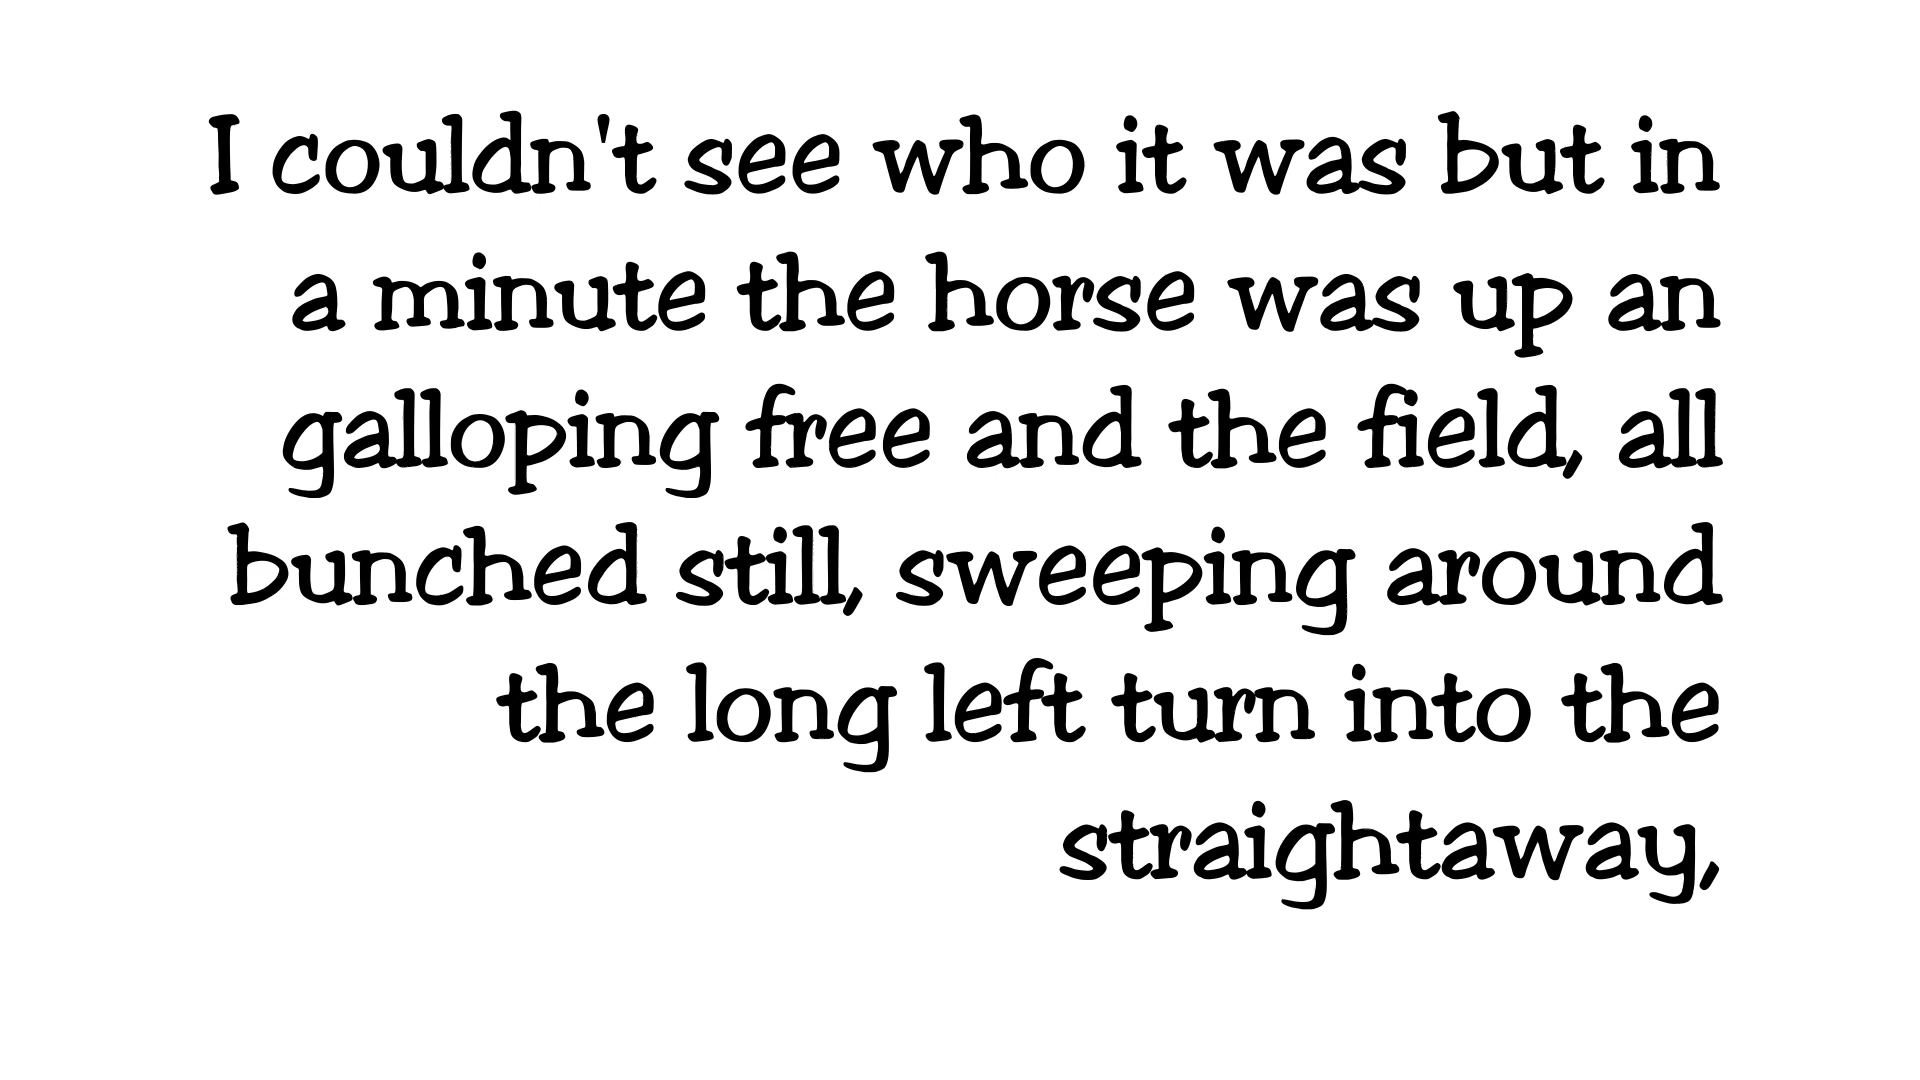 I couldn't see who it was but in
a minute the horse was up an
galloping free and the field, all
bunched still, sweeping around
the long left turn into the
straightaway,